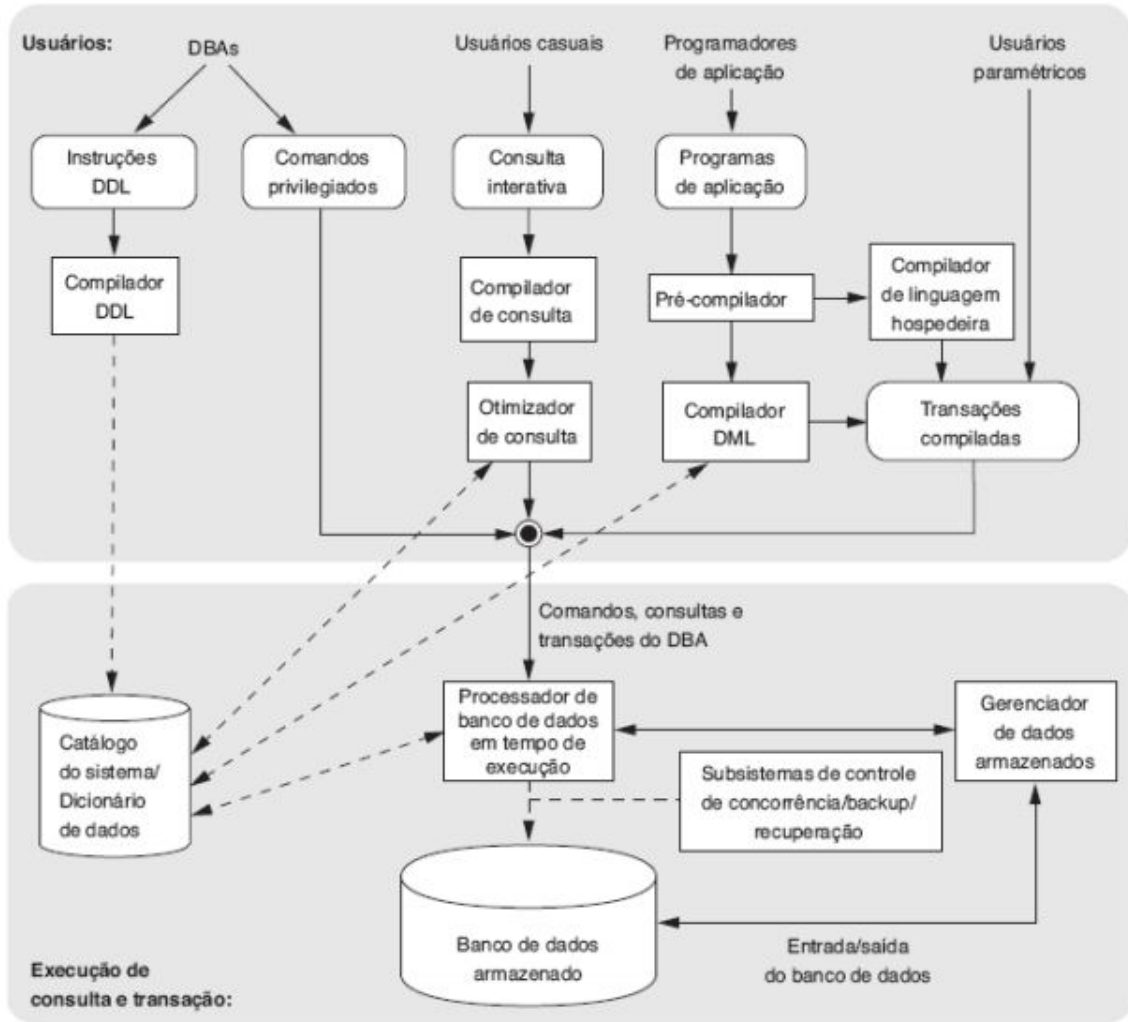 Usuários:
DBAs
Usuários casuais
Programadores
de aplicação
Usuários
paramétricos
Instruções
DDL
Comandos
privilegiados
Consulta
interativa
Programas
de aplicação
Compilador
DDL
Compilador
de consulta
Pré-compilador
Compilador
de linguagem
hospedeira
Otimizador
de consulta
Compilador
DML
Transações
compiladas
Comandos, consultas e
transações do DBA
Catálogo
do sistema/
Dicionário
de dados
Processador de
banco de dados
em tempo de
execução
Gerenciador
de dados
armazenados
Subsistemas de controle
de concorrência/backup/
recuperação
Banco de dados
armazenado
Entrada/saída
do banco de dados
Execução de
consulta e transação: